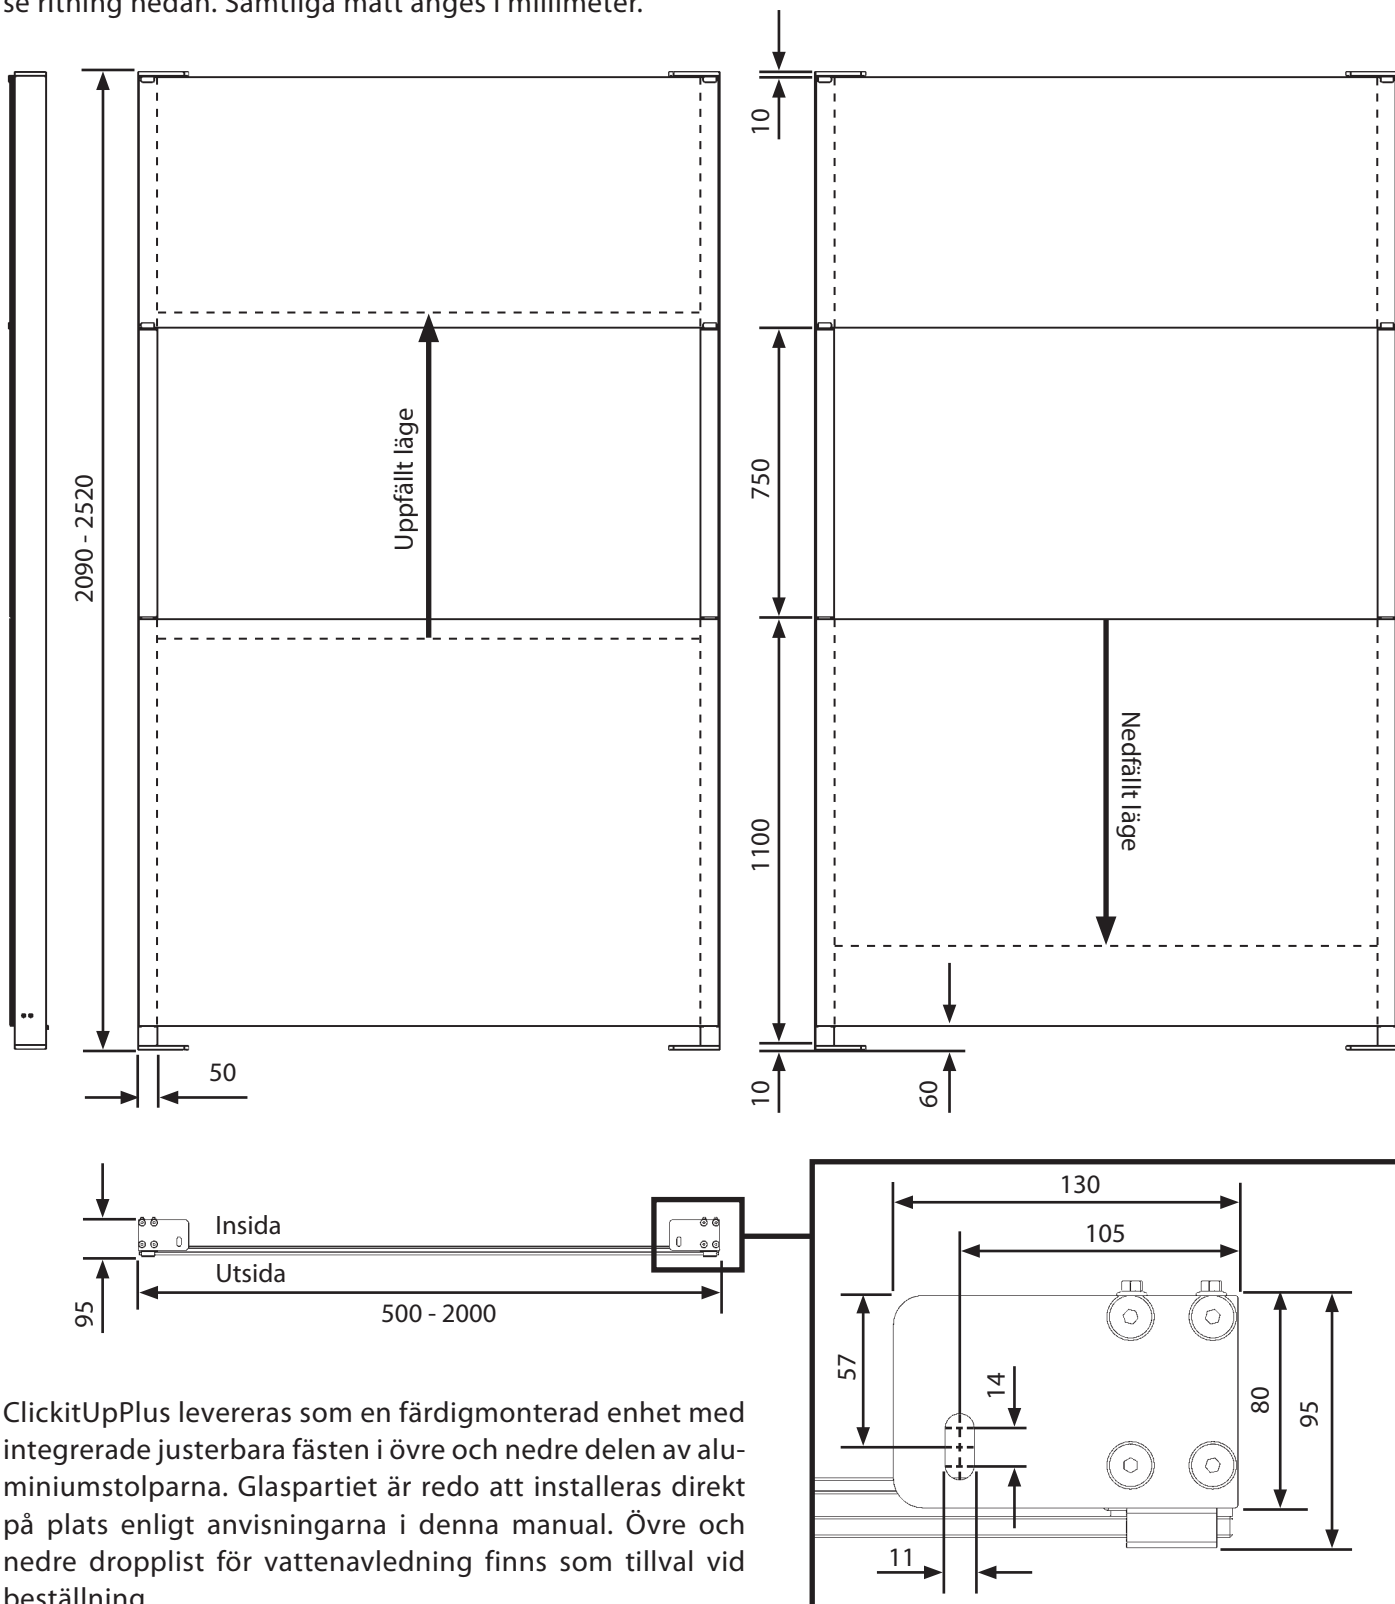 se ritning nedan. Samtliga mått anges i millimeter.
10
2090 - 2520
Uppfällt läge
750
1100
Nedfällt läge
50
10
60
95
Insida
Utsida
500 - 2000
130
105
57
14
80
95
11
ClickitUpPlus levereras som en färdigmonterad enhet med
integrerade justerbara fästen i övre och nedre delen av alu-
miniumstolparna. Glaspartiet är redo att installeras direkt
på plats enligt anvisningarna i denna manual. Övre och
nedre dropplist för vattenavledning finns som tillval vid
beställning.